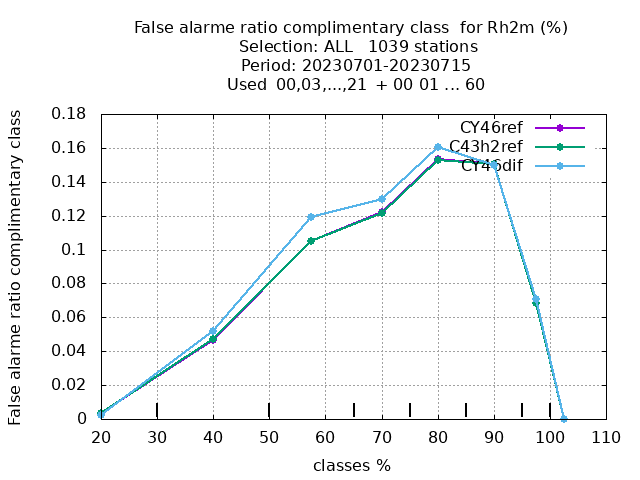 False alarme ratio complimentary class  for Rh2m (%)
Selection: ALL   1039 stations
Period: 20230701-20230715
Used  00,03,...,21  + 00 01 ... 60
False alarme ratio complimentary class
0.18
0.16
0.14
0.12
0.1
0.08
0.06
0.04
0.02
0
CY46ref
C43h2ref
CY46dif
20 30 40 50 60 70 80 90 100 110
classes %